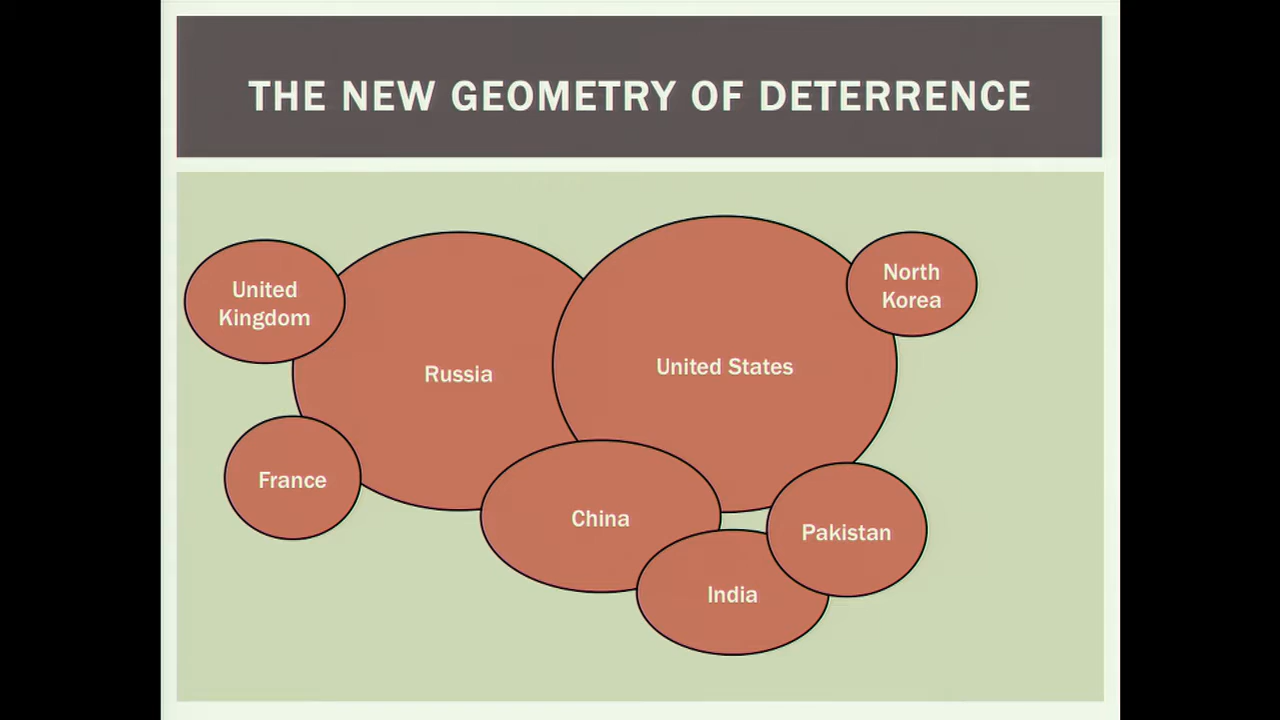 THE NEW GEOMETRY OF DETERRENCE
United
Kingdom
Russia
United States
North
Korea
France
China
Pakistan
India